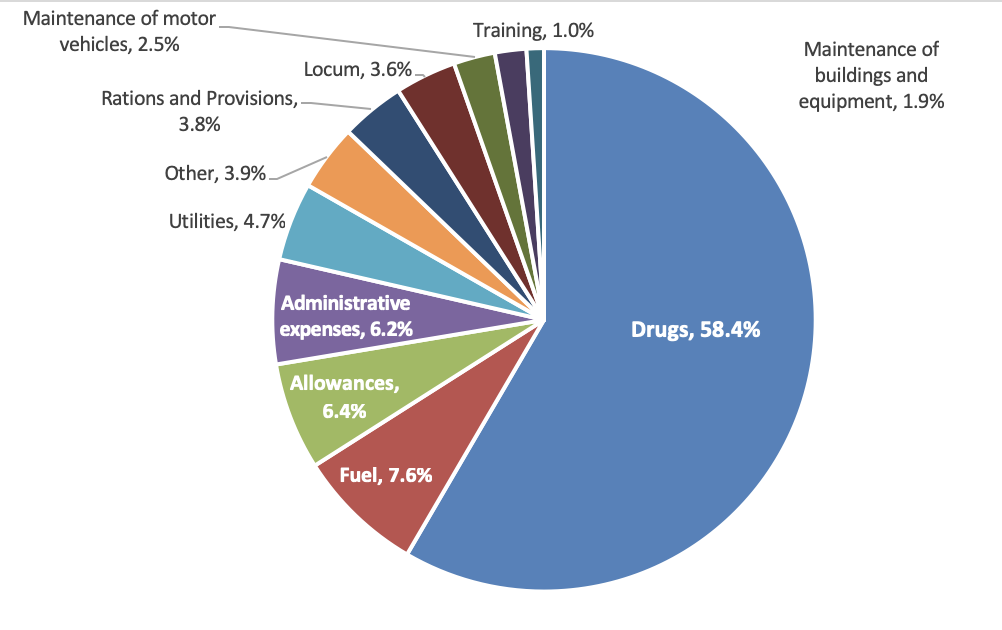 Maintenance of motor
vehicles, 2.5%
Training, 1.0%
Maintenance of
buildings and
equipment, 1.9%
Locum, 3.6%
Rations and Provisions,
3.8%
Other, 3.9%
Utilities, 4.7%
Administrative
expenses, 6.2%
Drugs, 58.4%
Allowances,
6.4%
Fuel, 7.6%